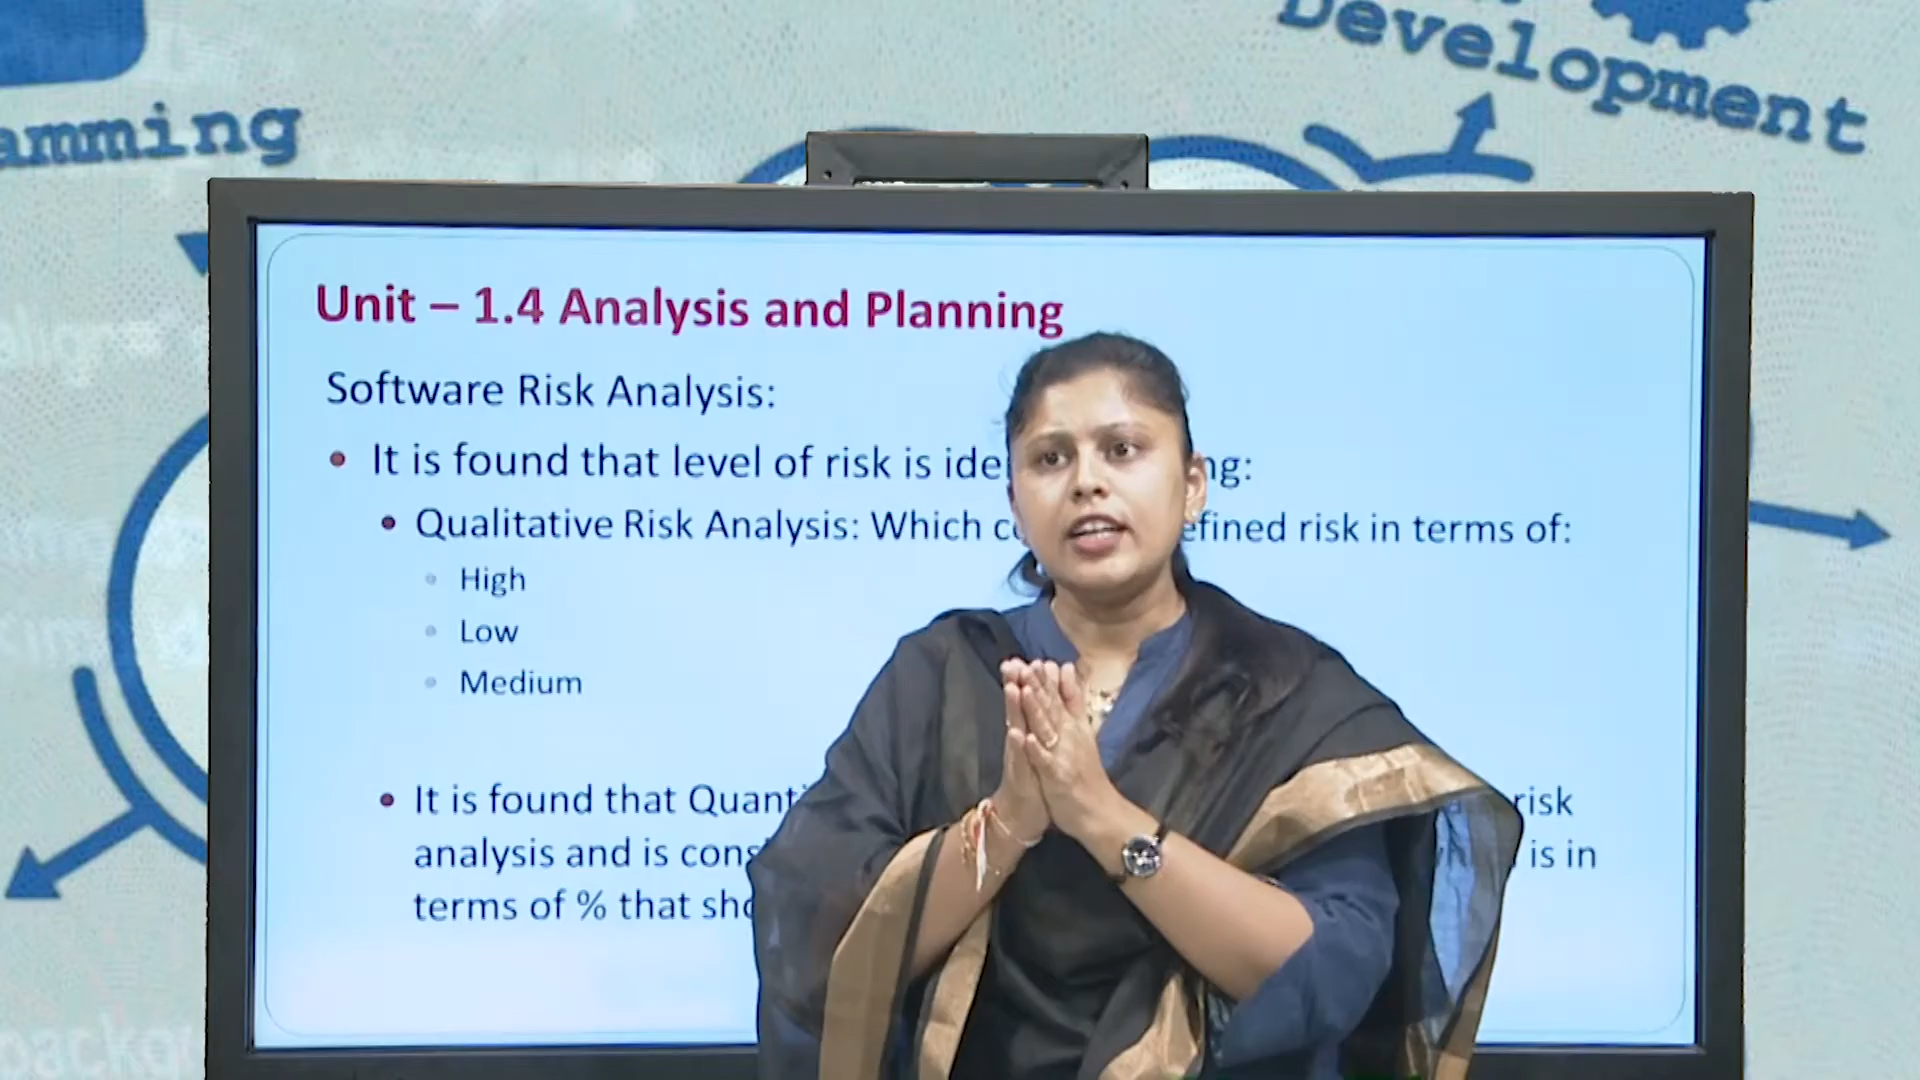 Development
amming
Unit – 1.4 Analysis and Planning
Software Risk Analysis:
• It is found that level of risk is ide ng:
• Qualitative Risk Analysis: Which efined risk in terms of:
High
Low
Medium
• It is found that Quanti risk
analysis and is cons is in
terms of % that sho